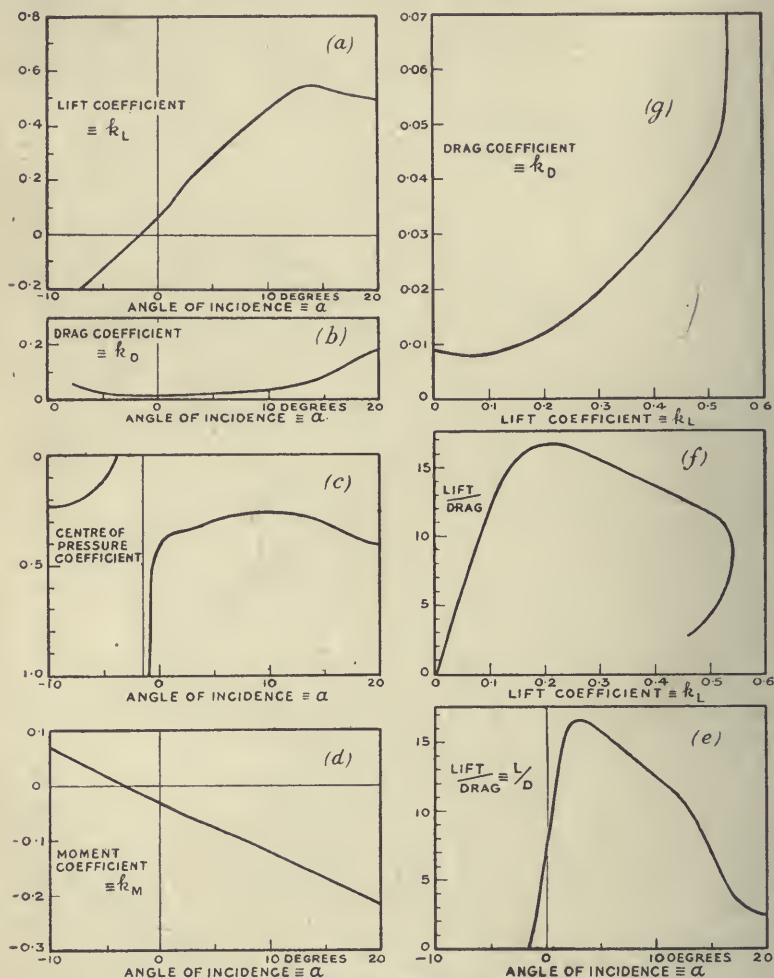 0·8
(a)
0·6
LIFT COEFFICIENT
≡ kL
0·4
0·2
0
-0·2
-10 0 10 DEGREES 20
ANGLE OF INCIDENCE ≡ α
DRAG COEFFICIENT
≡ kD
(b)
0·2
0
-10 0 10 DEGREES 20
ANGLE OF INCIDENCE ≡ α.
0
(c)
CENTRE OF
PRESSURE
COEFFICIENT
0·5
1·0
-10 0 10 DEGREES 20
ANGLE OF INCIDENCE ≡ α
0·1
(d)
0
-0·1
MOMENT
COEFFICIENT
≡ kM
-0·2
-0·3
-10 0 10 DEGREES 20
ANGLE OF INCIDENCE ≡ α
0·07
0·06
(g)
0·05
DRAG COEFFICIENT
≡ kD
0·04
0·03
0·02
0·01
0
0 0·1 0·2 0·3 0·4 0·5 0·6
LIFT COEFFICIENT ≡ kL
(f)
15
LIFT
DRAG
10
5
0
0 0·1 0·2 0·3 0·4 0·5 0·6
LIFT COEFFICIENT ≡ kL
(e)
15
LIFT
DRAG ≡ L/D
10
5
0
-10 0 10 DEGREES 20
ANGLE OF INCIDENCE ≡ α